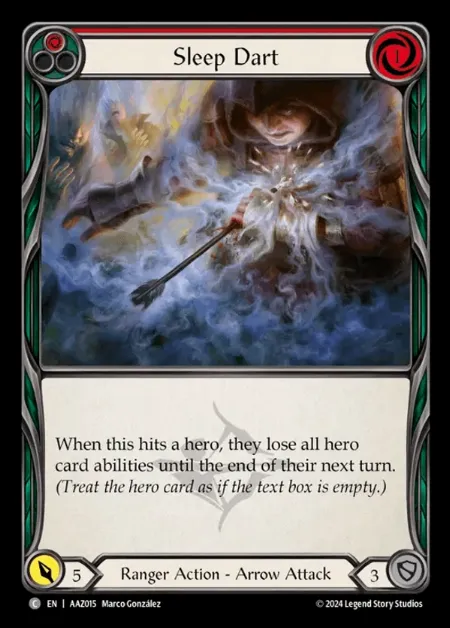 Sleep Dart
1
When this hits a hero, they lose all hero
card abilities until the end of their next turn.
(Treat the hero card as if the text box is empty.)
5
Ranger Action - Arrow Attack
3
C EN | AAZ015 Marco González
© 2024 Legend Story Studios